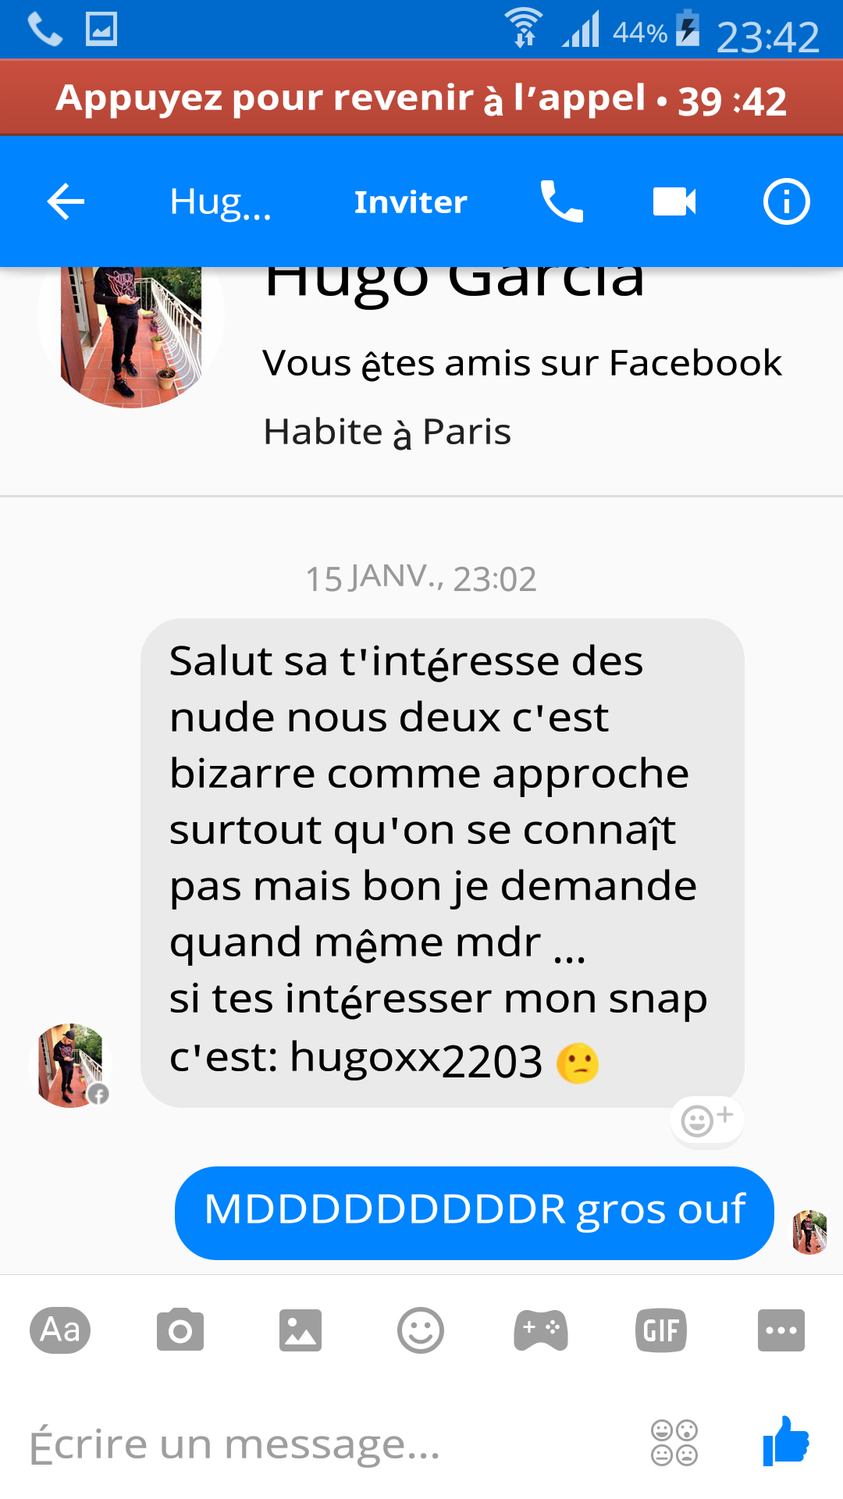 44% 23:42
Appuyez pour revenir à l'appel • 39 :42
Hug... Inviter
Hugo Garcia
Vous êtes amis sur Facebook
Habite à Paris
15 JANV., 23:02
Salut sa t'intéresse des
nude nous deux c'est
bizarre comme approche
surtout qu'on se connaît
pas mais bon je demande
quand même mdr ...
si tes intéresser mon snap
c'est: hugoxx2203 😕
MDDDDDDDDDDR gros ouf
Aa GIF
Écrire un message...